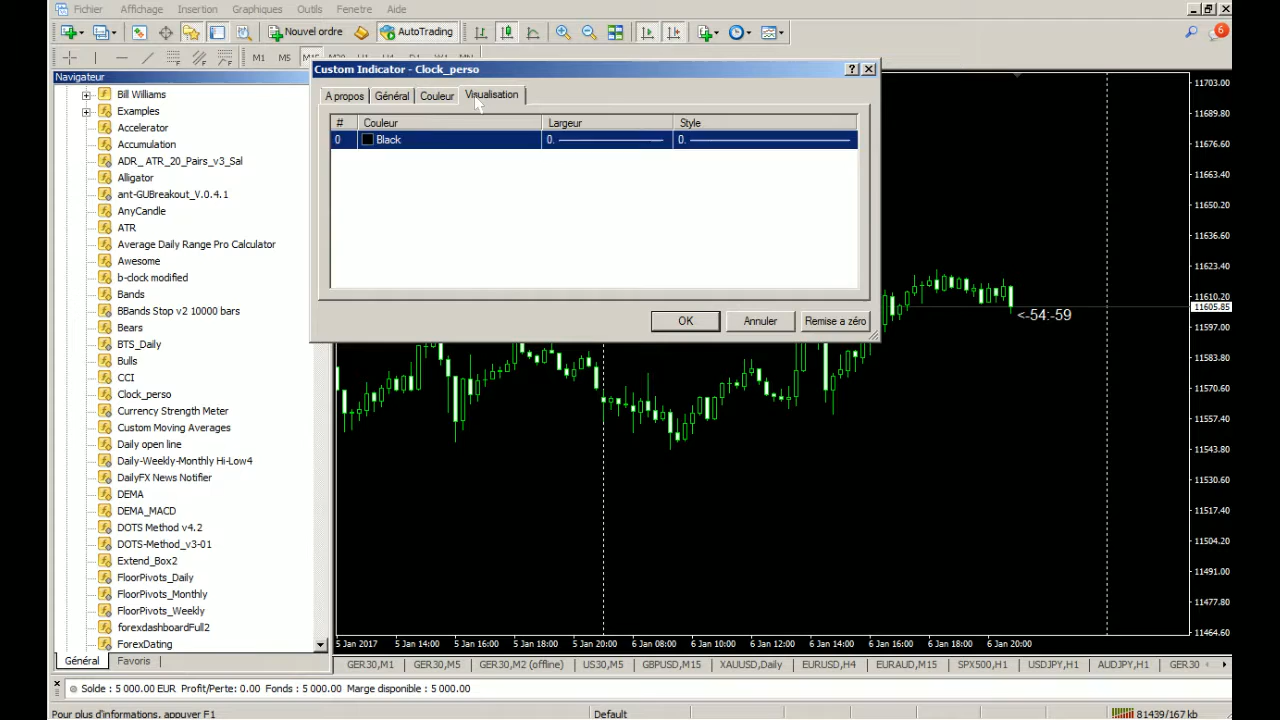 Fichier Affichage Insertion Graphiques Outils Fenetre Aide
Nouvel ordre AutoTrading 6
M1 M5
Navigateur
Bill Williams
Examples
Accelerator
Accumulation
ADR_ ATR_20_Pairs_v3_Sal
Alligator
ant-GUBreakout_V.0.4.1
AnyCandle
ATR
Average Daily Range Pro Calculator
Awesome
b-clock modified
Bands
BBands Stop v2 10000 bars
Bears
BTS_Daily
Bulls
CCI
Clock_perso
Currency Strength Meter
Custom Moving Averages
Daily open line
Daily-Weekly-Monthly Hi-Low4
DailyFX News Notifier
DEMA
DEMA_MACD
DOTS Method v4.2
DOTS-Method_v3-01
Extend_Box2
FloorPivots_Daily
FloorPivots_Monthly
FloorPivots_Weekly
forexdashboardFull2
ForexDating
Général Favoris
Custom Indicator - Clock_perso
A propos Général Couleur Visualisation
# Couleur Largeur Style
0 Black 0. 0.
OK Annuler Remise a zéro
<-54:-59
11703.00
11689.80
11676.60
11663.40
11650.20
11636.60
11623.40
11610.20
11605.85
11597.00
11583.80
11570.60
11557.40
11543.80
11530.60
11517.40
11504.20
11491.00
11477.80
11464.60
5 Jan 2017 5 Jan 14:00 5 Jan 16:00 5 Jan 18:00 5 Jan 20:00 6 Jan 08:00 6 Jan 10:00 6 Jan 12:00 6 Jan 14:00 6 Jan 16:00 6 Jan 18:00 6 Jan 20:00
GER30,M1 GER30,M5 GER30,M2 (offline) US30,M5 GBPUSD,M15 XAUUSD,daily EURUSD,H4 EURAUD,M15 SPX500,H1 USDJPY,H1 AUDJPY,H1 GER30
Solde : 5 000.00 EUR Profit/Perte: 0.00 Fonds : 5 000.00 Marge disponible : 5 000.00
Pour plus d'informations, appuyer F1 Default 81439/167 kb